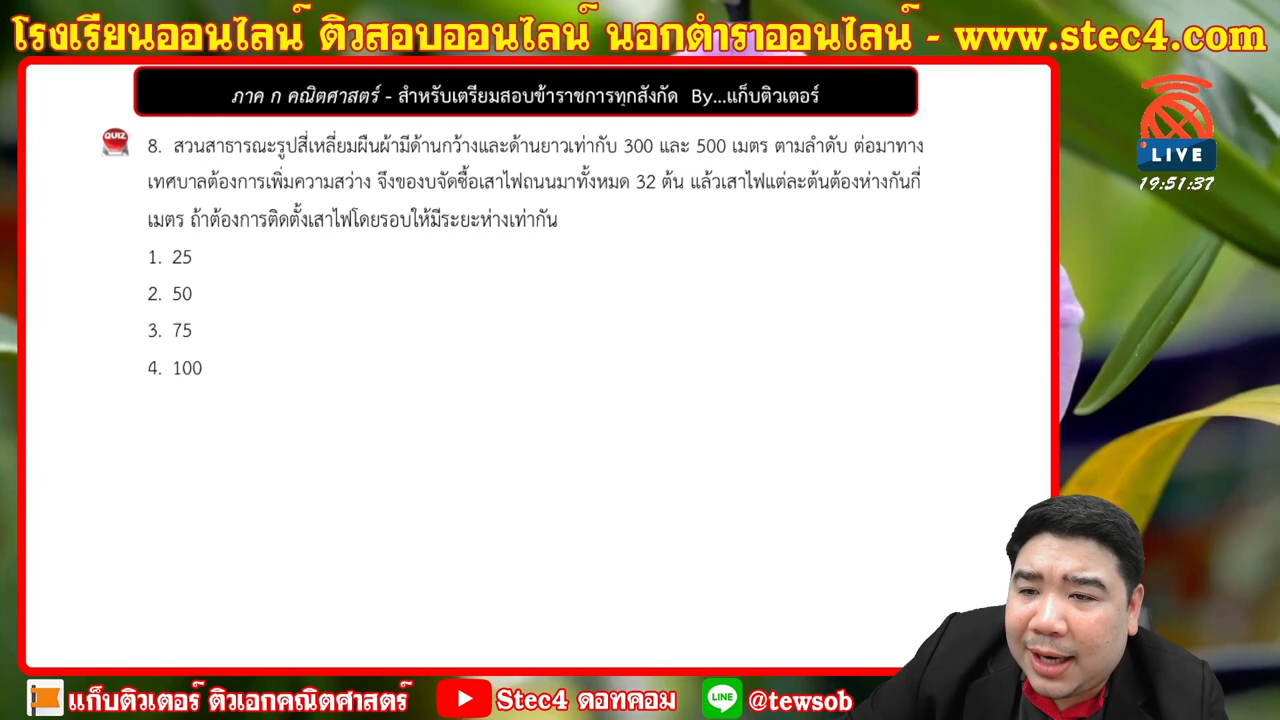 โรงเรียนออนไลน์ ติวสอบออนไลน์ นอกตำราออนไลน์ - www.stec4.com
ภาค ก คณิตศาสตร์ - สำหรับเตรียมสอบข้าราชการทุกสังกัด By...แก็บติวเตอร์
QUIZ
8. สวนสาธารณะรูปสี่เหลี่ยมผืนผ้ามีด้านกว้างและด้านยาวเท่ากับ 300 และ 500 เมตร ตามลำดับ ต่อมาทาง
เทศบาลต้องการเพิ่มความสว่าง จึงของบจัดซื้อเสาไฟถนนมาทั้งหมด 32 ต้น แล้วเสาไฟแต่ละต้นต้องห่างกันกี่
เมตร ถ้าต้องการติดตั้งเสาไฟโดยรอบให้มีระยะห่างเท่ากัน
1. 25
2. 50
3. 75
4. 100
LIVE
19:51:37
แก็บติวเตอร์ ติวเอกคณิตศาสตร์
Stec4 ดอทคอม
LINE
@tewsob